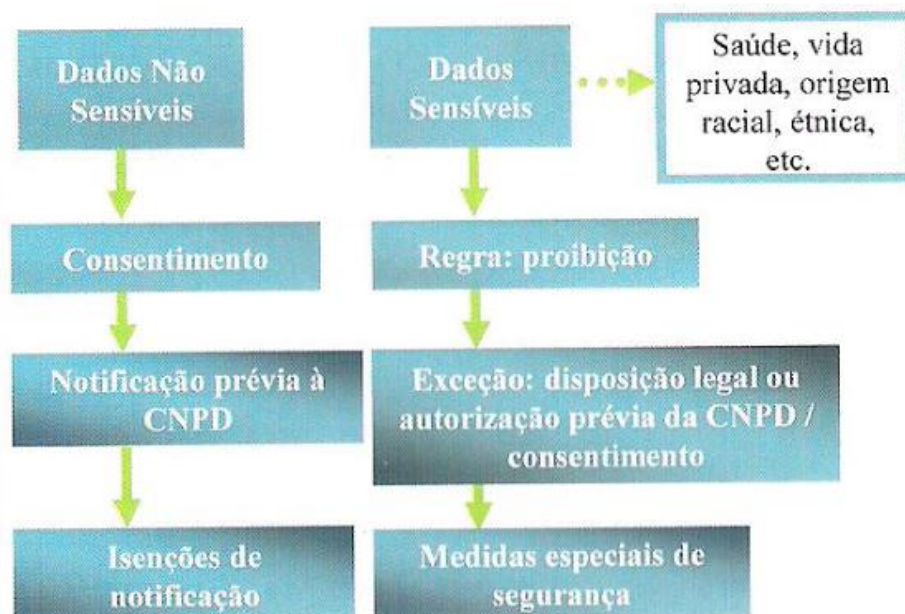 Dados Não
Sensíveis
Consentimento
Notificação prévia à
CNPD
Isenções de
notificação
Dados
Sensíveis
Saúde, vida
privada, origem
racial, étnica,
etc.
Regra: proibição
Exceção: disposição legal ou
autorização prévia da CNPD /
consentimento
Medidas especiais de
segurança